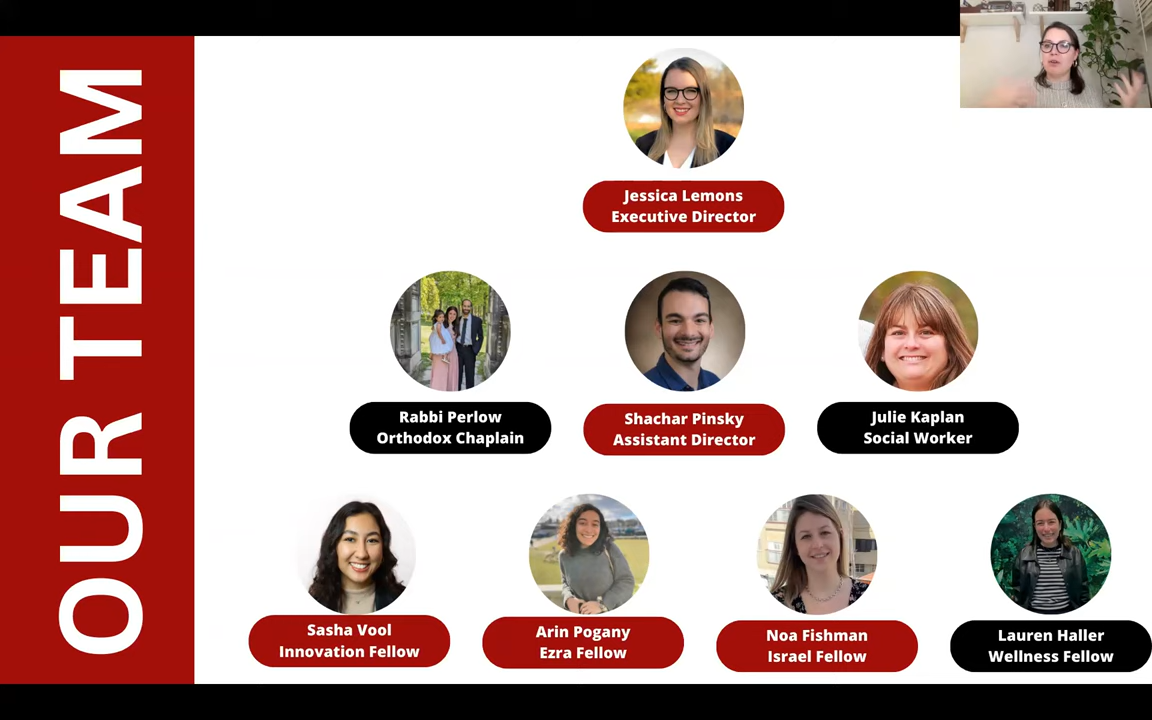 OUR TEAM
Jessica Lemons
Executive Director
Rabbi Perlow
Orthodox Chaplain
Shachar Pinsky
Assistant Director
Julie Kaplan
Social Worker
Sasha Vool
Innovation Fellow
Arin Pogany
Ezra Fellow
Noa Fishman
Israel Fellow
Lauren Haller
Wellness Fellow